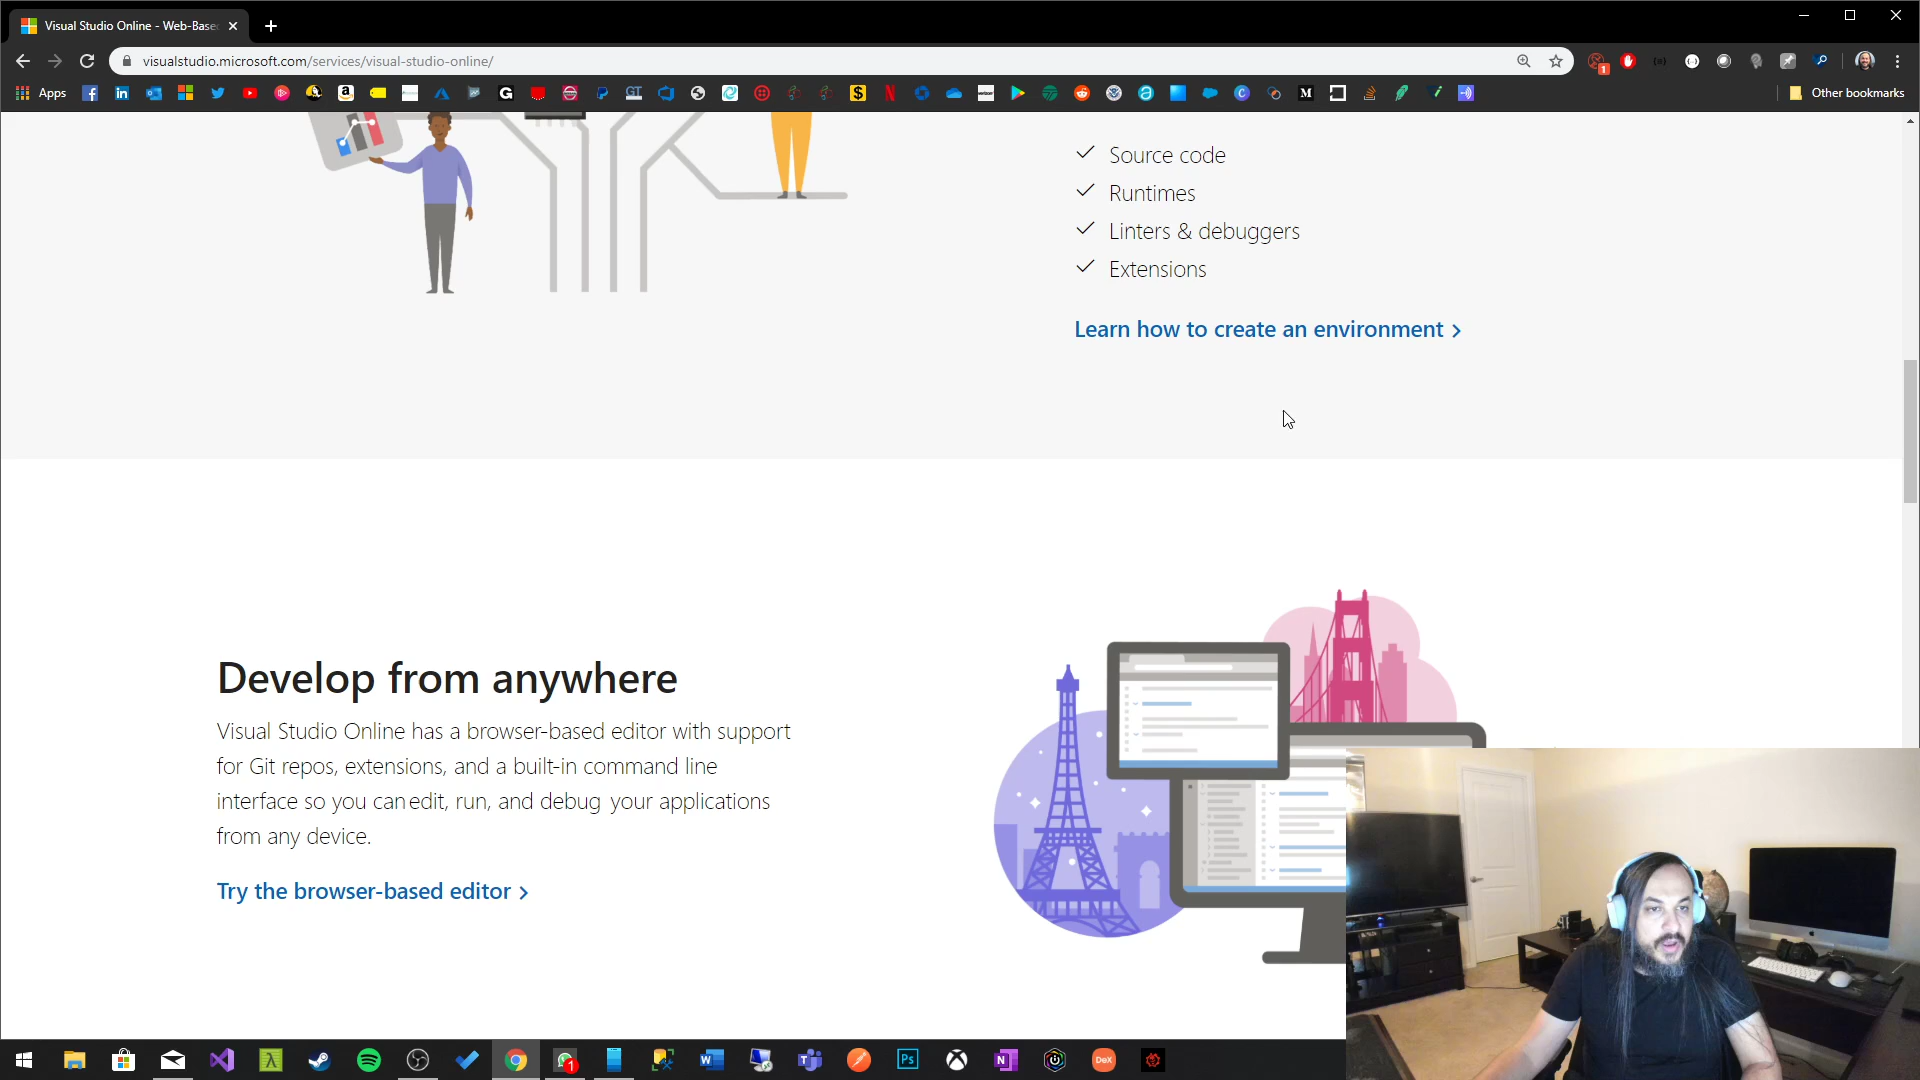 Visual Studio Online - Web-Base
visualstudio.microsoft.com/services/visual-studio-online/
Apps
Other bookmarks
Source code
Runtimes
Linters & debuggers
Extensions
Learn how to create an environment
Develop from anywhere
Visual Studio Online has a browser-based editor with support
for Git repos, extensions, and a built-in command line
interface so you can edit, run, and debug your applications
from any device.
Try the browser-based editor